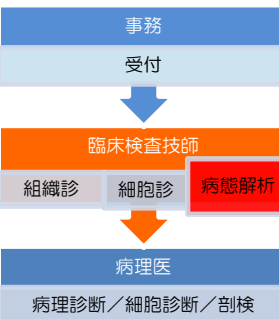 事務
受付
臨床検査技師
組織診 細胞診 病態解析
病理医
病理診断／細胞診断／剖検